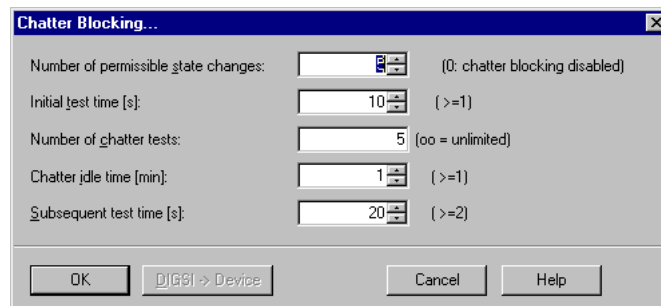 Chatter Blocking...
Number of permissible state changes: (0: chatter blocking disabled)
Initial test time [s]: 10 ( >=1)
Number of chatter tests: 5 (oo = unlimited)
Chatter idle time [min]: 1 ( >=1)
Subsequent test time [s]: 20 ( >=2)
OK DIGSI -> Device Cancel Help